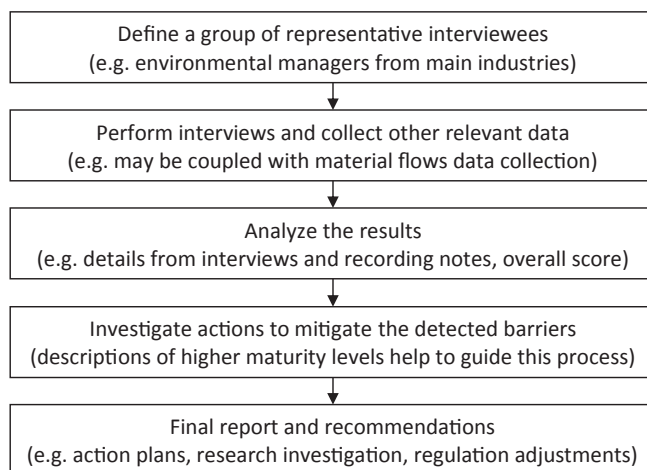 Define a group of representative interviewees
(e.g. environmental managers from main industries)
Perform interviews and collect other relevant data
(e.g. may be coupled with material flows data collection)
Analyze the results
(e.g. details from interviews and recording notes, overall score)
Investigate actions to mitigate the detected barriers
(descriptions of higher maturity levels help to guide this process)
Final report and recommendations
(e.g. action plans, research investigation, regulation adjustments)